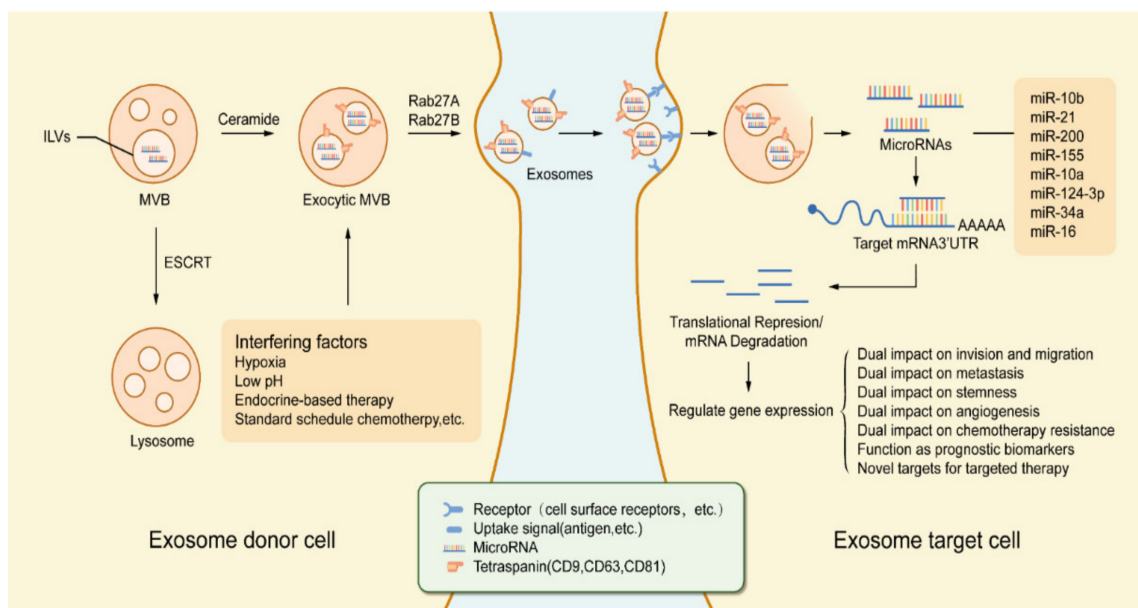 ILVs
MVB
Ceramide
Exocytic MVB
Rab27A
Rab27B
Exosomes
MicroRNAs
miR-10b
miR-21
miR-200
miR-155
miR-10a
miR-124-3p
miR-34a
miR-16
AAAAA
Target mRNA3'UTR
ESCRT
Lysosome
Interfering factors
Hypoxia
Low pH
Endocrine-based therapy
Standard schedule chemotherpy,etc.
Translational Represion/
mRNA Degradation
Regulate gene expression
Dual impact on invision and migration
Dual impact on metastasis
Dual impact on stemness
Dual impact on angiogenesis
Dual impact on chemotherapy resistance
Function as prognostic biomarkers
Novel targets for targeted therapy
Exosome donor cell
Receptor（cell surface receptors，etc.）
Uptake signal(antigen,etc.)
MicroRNA
Tetraspanin(CD9,CD63,CD81)
Exosome target cell